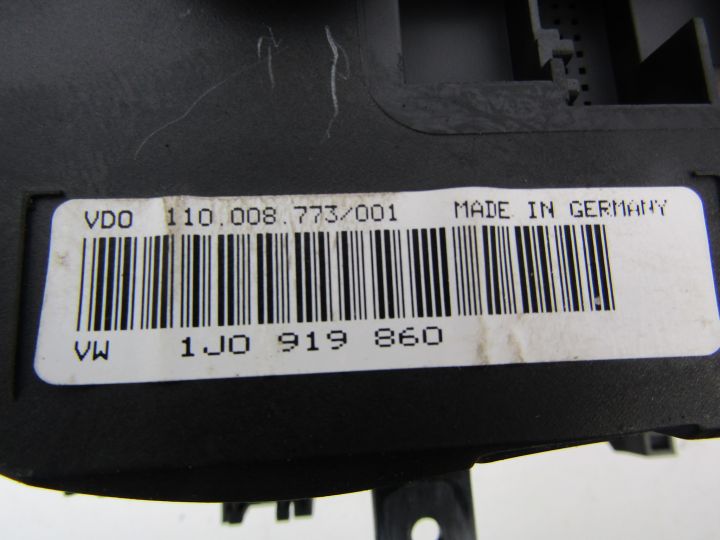 VDO 110.008.773/001 MADE IN GERMANY
VW 1J0 919 860